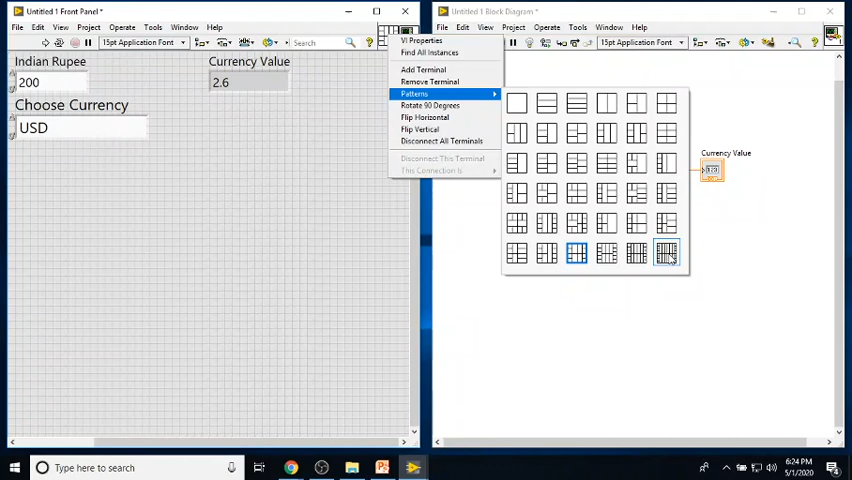 Untitled 1 Front Panel *
File Edit View Project Operate Tools Window
15pt Application Font
Search
Indian Rupee
200
Currency Value
2.6
Choose Currency
USD
VI Properties
Find All Instances
Add Terminal
Remove Terminal
Patterns
Rotate 90 Degrees
Flip Horizontal
Flip Vertical
Disconnect All Terminals
Disconnect This Terminal
This Connection Is
Untitled 1 Block Diagram *
File Edit View Project Operate Tools Window
15pt Application Font
Currency Value
Type here to search
6:24 PM
5/1/2020